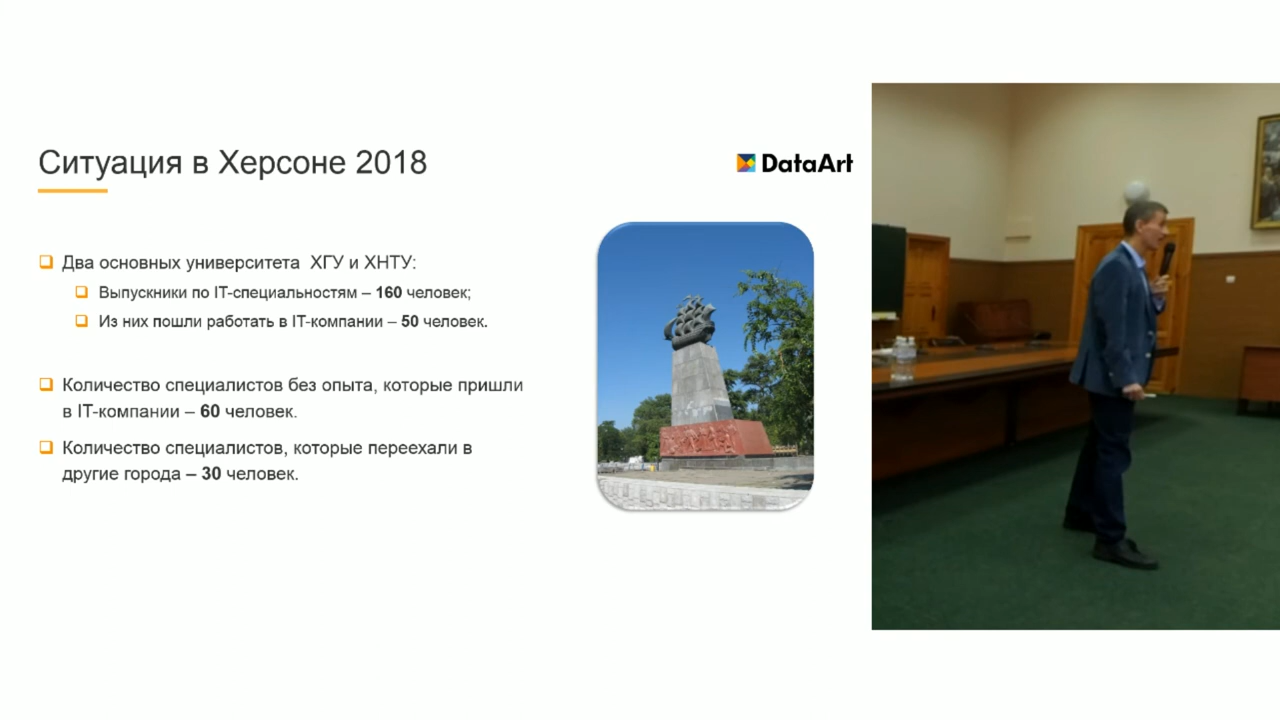 Ситуация в Херсоне 2018
DataArt
Два основных университета ХГУ и ХНТУ:
Выпускники по IT-специальностям – 160 человек;
Из них пошли работать в IT-компании – 50 человек.
Количество специалистов без опыта, которые пришли
в IT-компании – 60 человек.
Количество специалистов, которые переехали в
другие города – 30 человек.